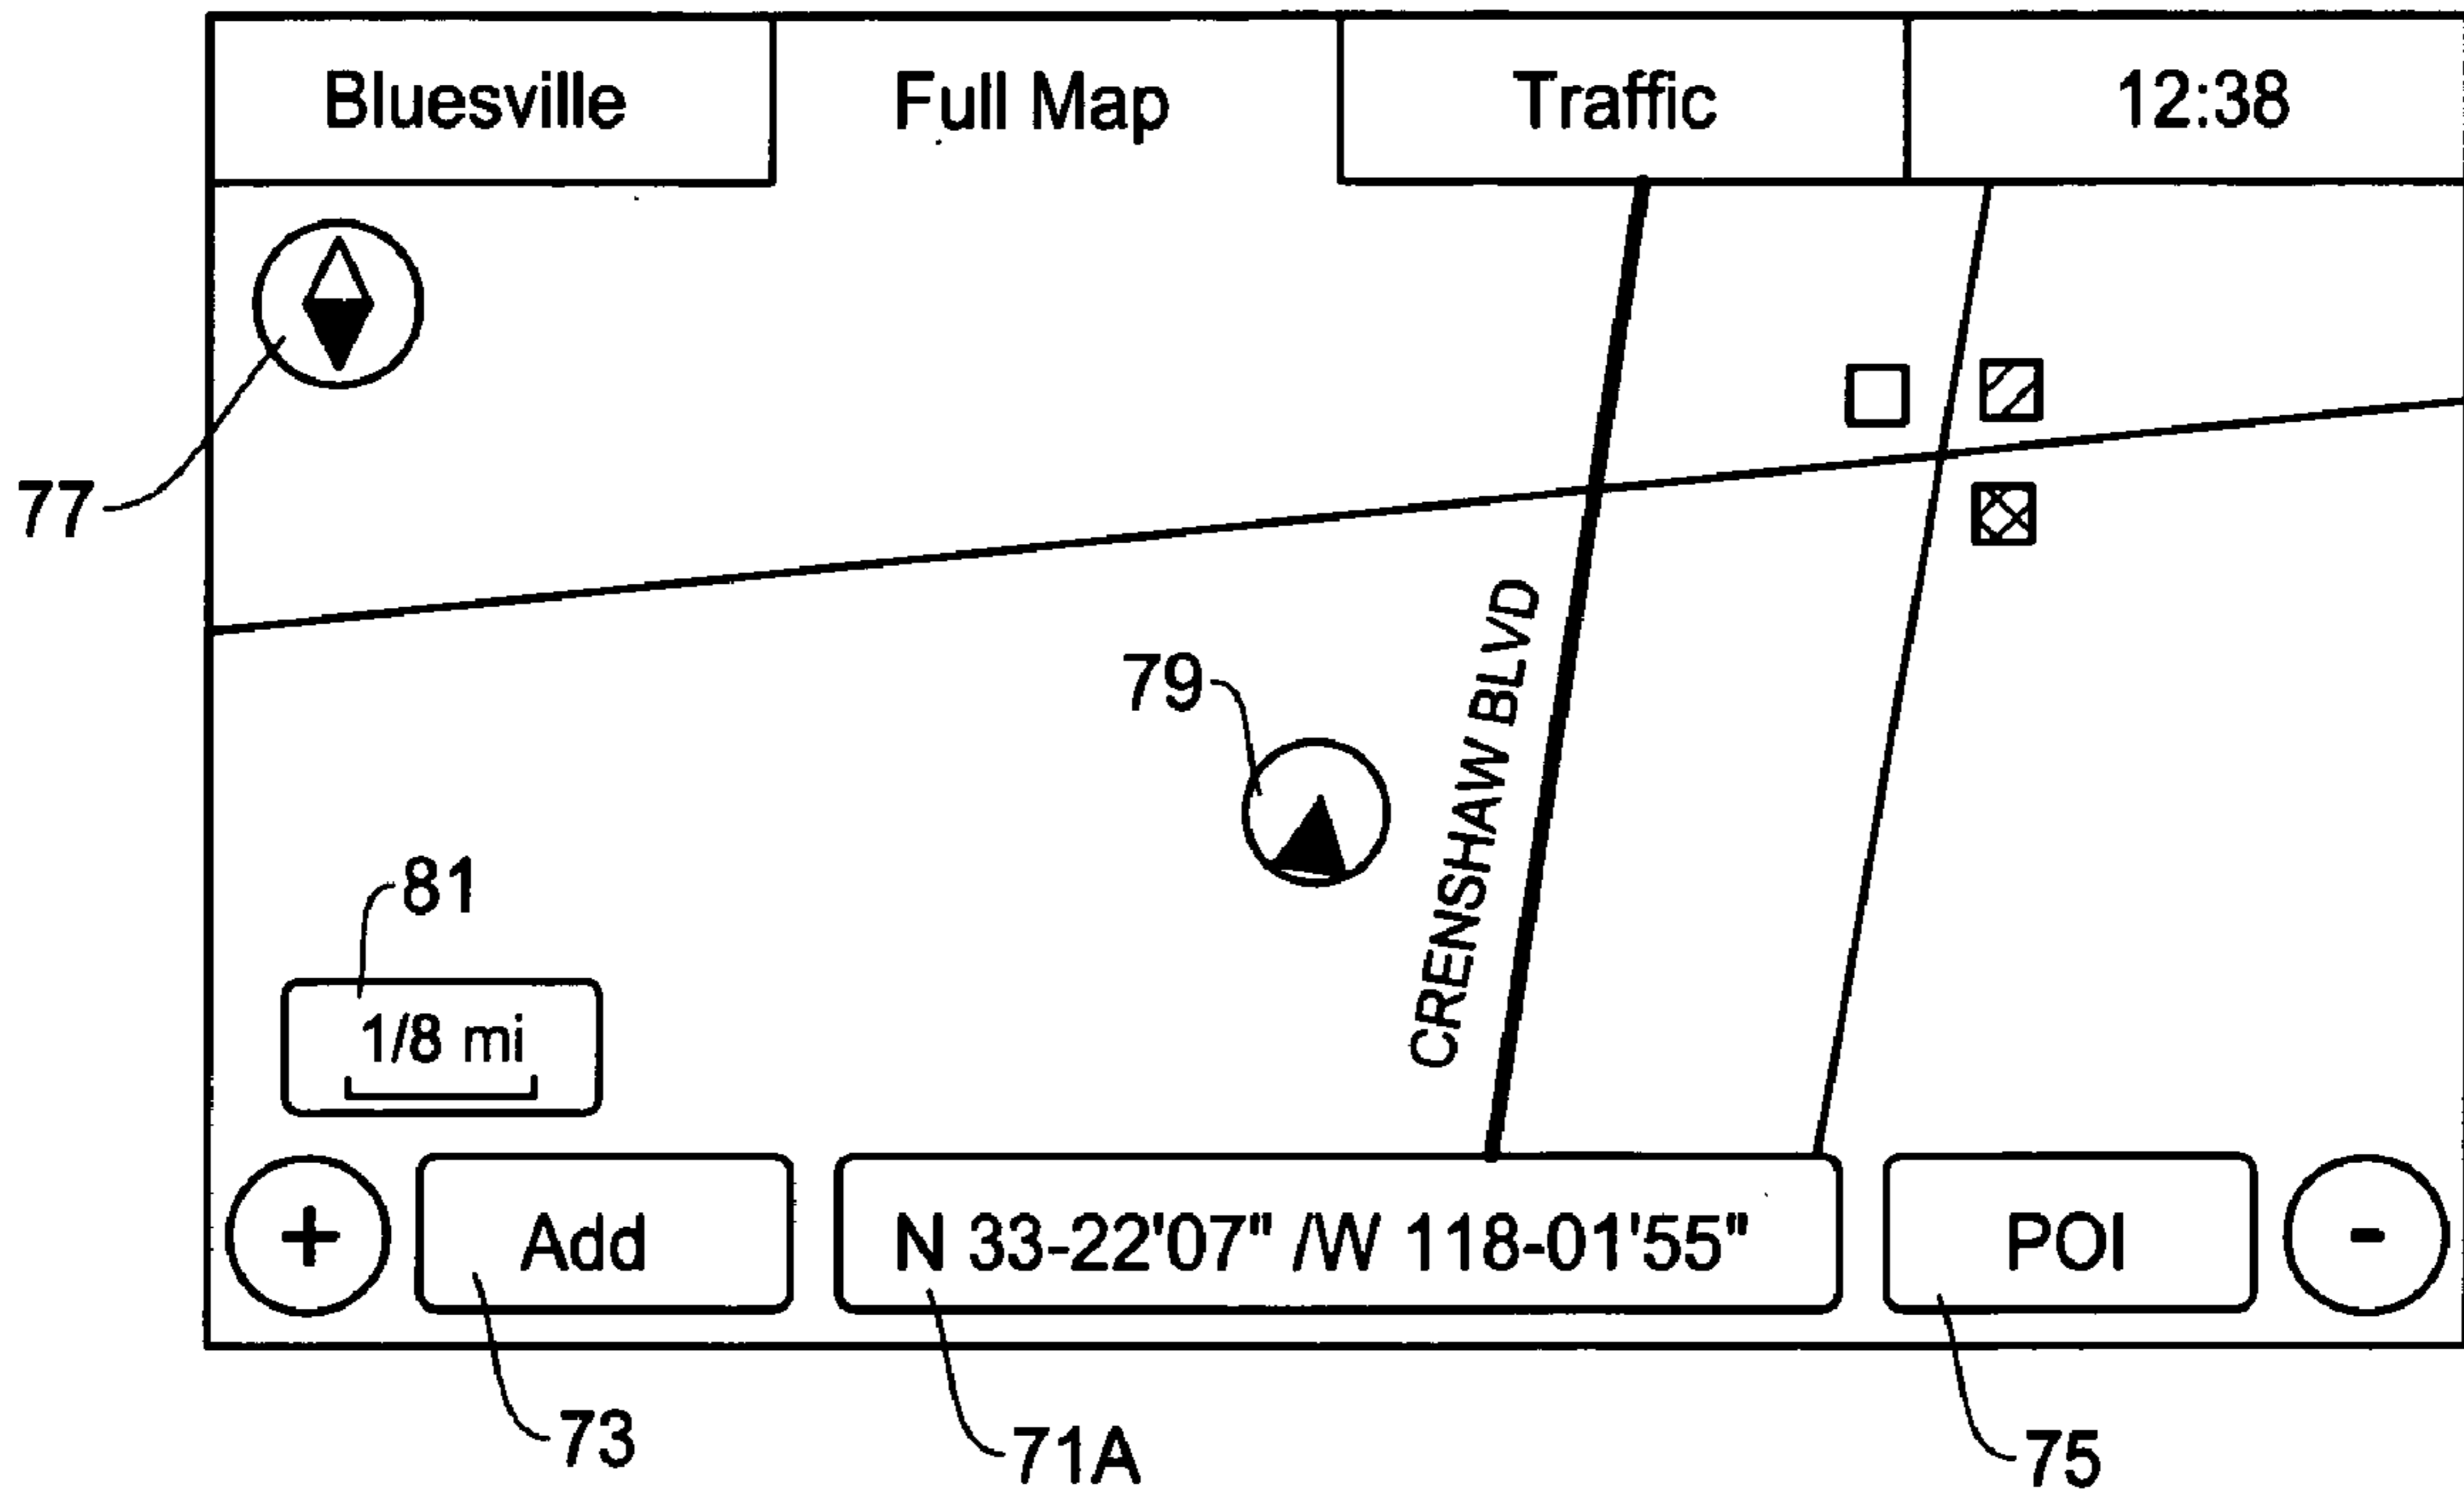 Bluesville
Full Map
Traffic
12:38
77
79
CRENSHAW BLVD
81
1/8 mi
+
Add
N 33-22'07" /W 118-01'55"
POI
-
73
71A
75